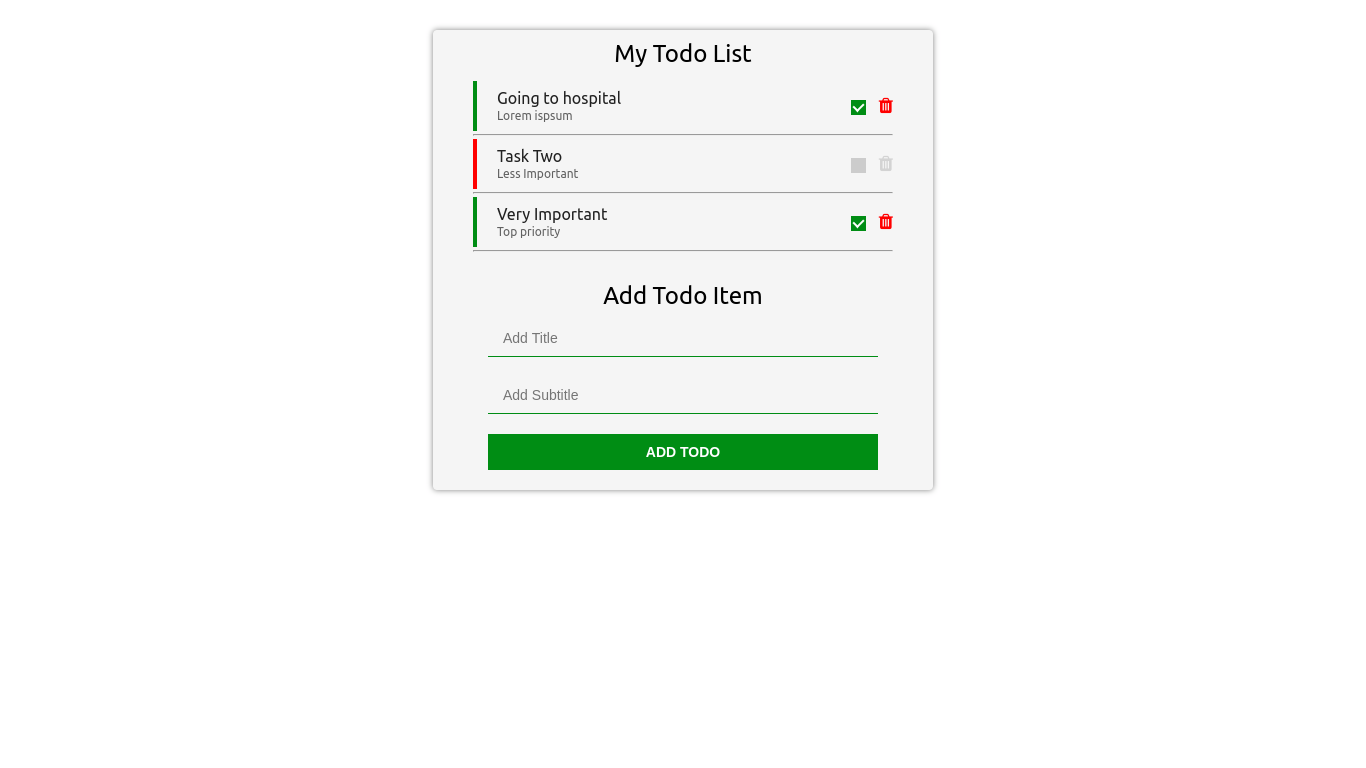 My Todo List
Going to hospital
Lorem ispsum
Task Two
Less Important
Very Important
Top priority
Add Todo Item
Add Title
Add Subtitle
ADD TODO